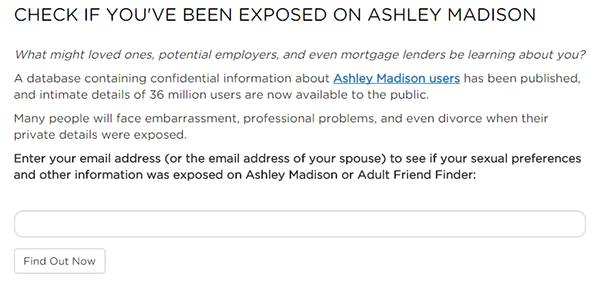 CHECK IF YOU'VE BEEN EXPOSED ON ASHLEY MADISON
What might loved ones, potential employers, and even mortgage lenders be learning about you?
A database containing confidential information about Ashley Madison users has been published,
and intimate details of 36 million users are now available to the public.
Many people will face embarrassment, professional problems, and even divorce when their
private details were exposed.
Enter your email address (or the email address of your spouse) to see if your sexual preferences
and other information was exposed on Ashley Madison or Adult Friend Finder:
Find Out Now